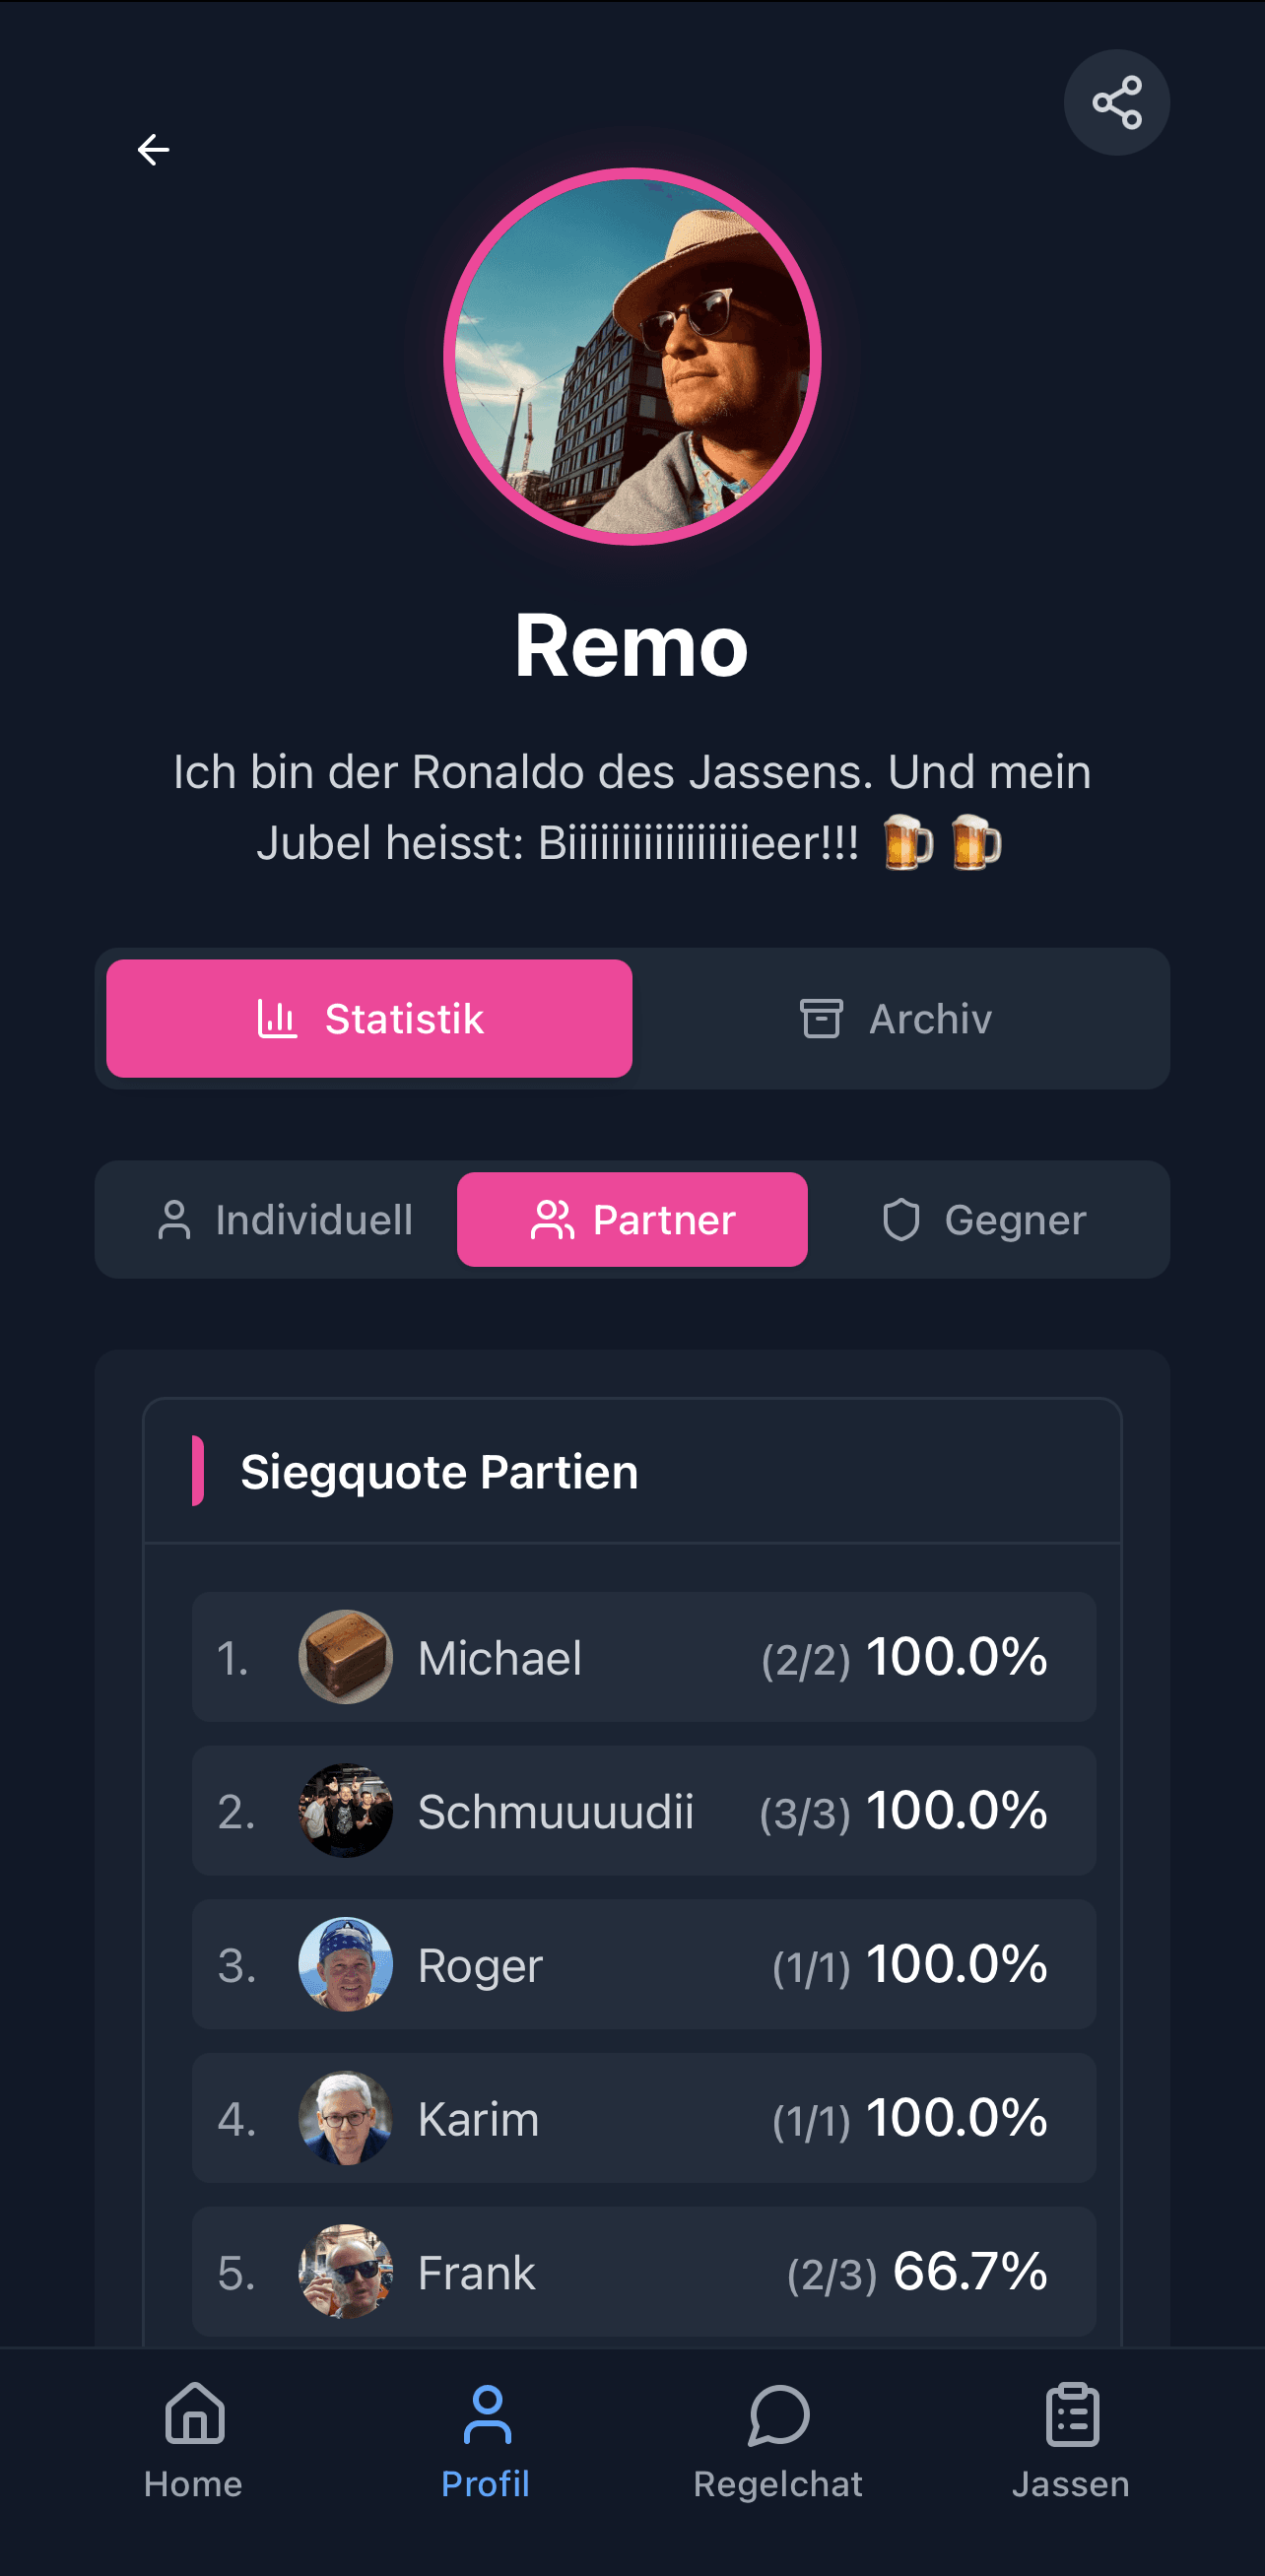 Remo
Ich bin der Ronaldo des Jassens. Und mein
Jubel heisst: Biiiiiiiiiiiiiiiiieer!!! 🍺 🍺
Statistik
Archiv
Individuell
Partner
Gegner
Siegquote Partien
1. Michael (2/2) 100.0%
2. Schmuuuudii (3/3) 100.0%
3. Roger (1/1) 100.0%
4. Karim (1/1) 100.0%
5. Frank (2/3) 66.7%
Home
Profil
Regelchat
Jassen